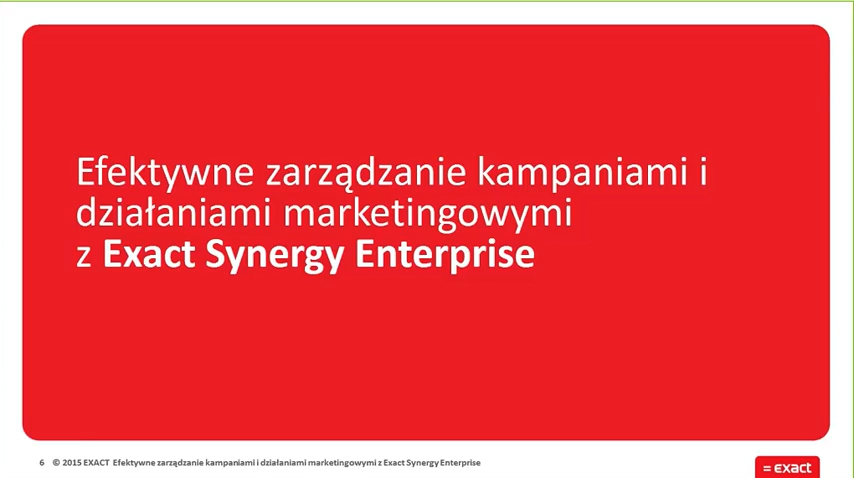 Efektywne zarządzanie kampaniami i
działaniami marketingowymi
z Exact Synergy Enterprise
6 © 2015 EXACT Efektywne zarządzanie kampaniami i działaniami marketingowymi z Exact Synergy Enterprise
= exact